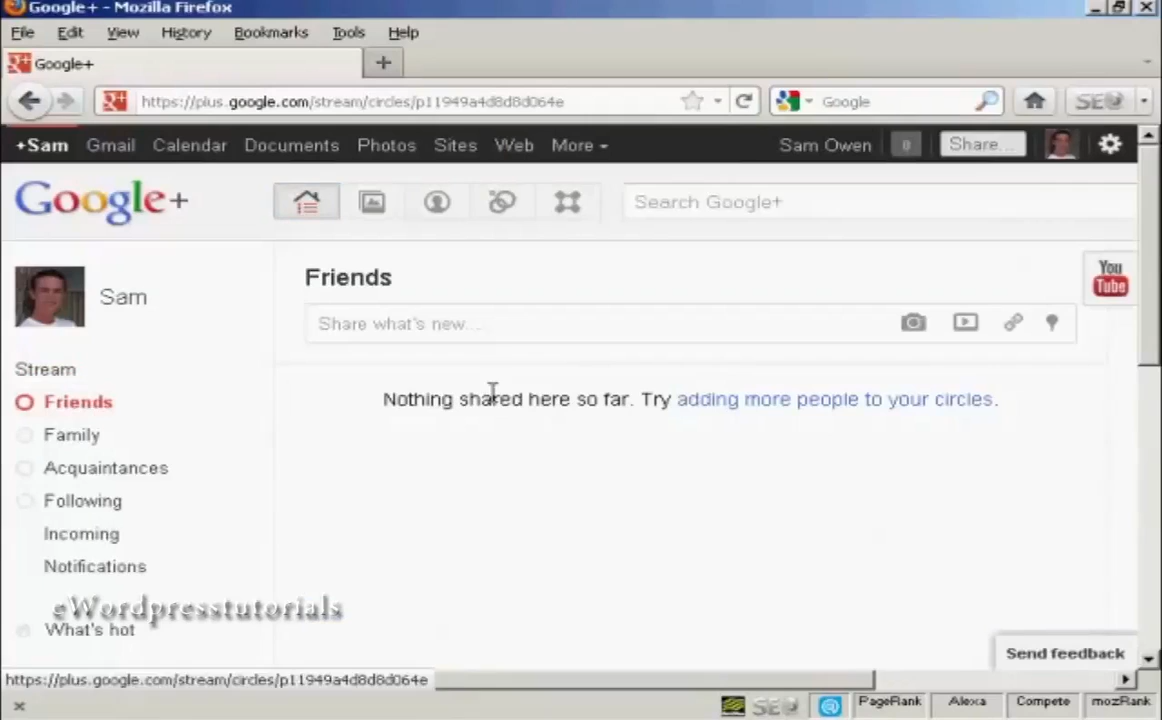 Google+ - Mozilla Firefox
File Edit View History Bookmarks Tools Help
Google+
https://plus.google.com/stream/circles/p11949a4d8d8d064e Google SEO
+Sam Gmail Calendar Documents Photos Sites Web More Sam Owen 0 Share...
Google+ Search Google+
Sam
Friends
You Tube
Share what's new...
Nothing shared here so far. Try adding more people to your circles.
Stream
Friends
Family
Acquaintances
Following
Incoming
Notifications
eWordpresstutorials
What's hot
Send feedback
https://plus.google.com/stream/circles/p11949a4d8d8d064e
SEO PageRank Alexa Compete mozRank